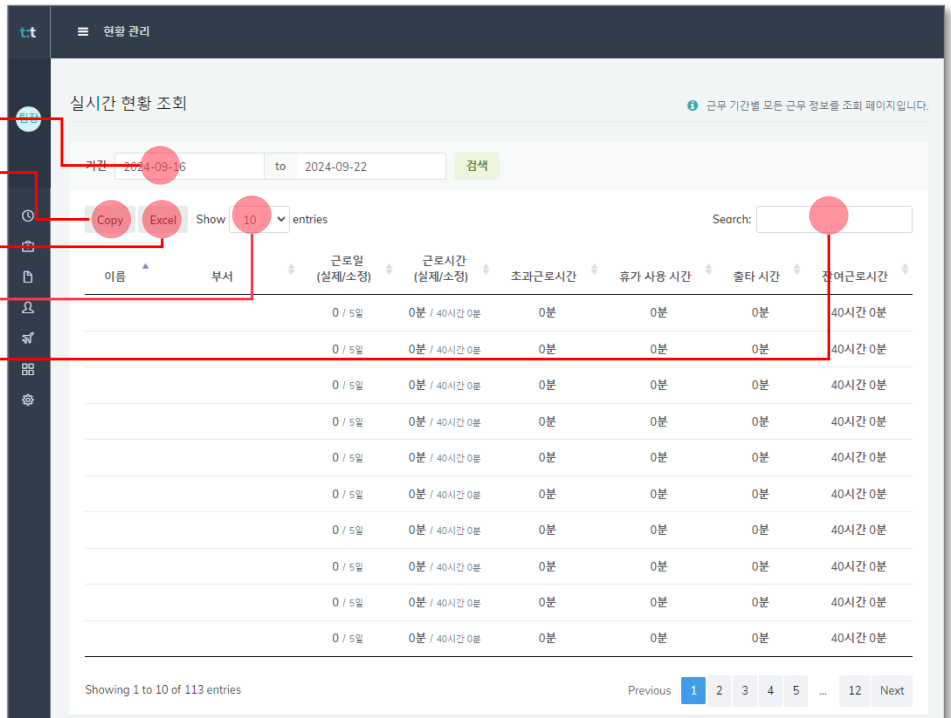 t:t
현황 관리
실시간 현황 조회
근무 기간별 모든 근무 정보를 조회 페이지입니다.
팀장
기간 2024-09-16 to 2024-09-22 검색
Copy Excel Show 10 entries Search:
이름 부서 근로일 (실제/소정) 근로시간 (실제/소정) 초과근로시간 휴가 사용 시간 출타 시간 잔여근로시간
0 / 5일 0분 / 40시간 0분 0분 0분 0분 40시간 0분
0 / 5일 0분 / 40시간 0분 0분 0분 0분 40시간 0분
0 / 5일 0분 / 40시간 0분 0분 0분 0분 40시간 0분
0 / 5일 0분 / 40시간 0분 0분 0분 0분 40시간 0분
0 / 5일 0분 / 40시간 0분 0분 0분 0분 40시간 0분
0 / 5일 0분 / 40시간 0분 0분 0분 0분 40시간 0분
0 / 5일 0분 / 40시간 0분 0분 0분 0분 40시간 0분
0 / 5일 0분 / 40시간 0분 0분 0분 0분 40시간 0분
0 / 5일 0분 / 40시간 0분 0분 0분 0분 40시간 0분
0 / 5일 0분 / 40시간 0분 0분 0분 0분 40시간 0분
Showing 1 to 10 of 113 entries Previous 1 2 3 4 5 ... 12 Next